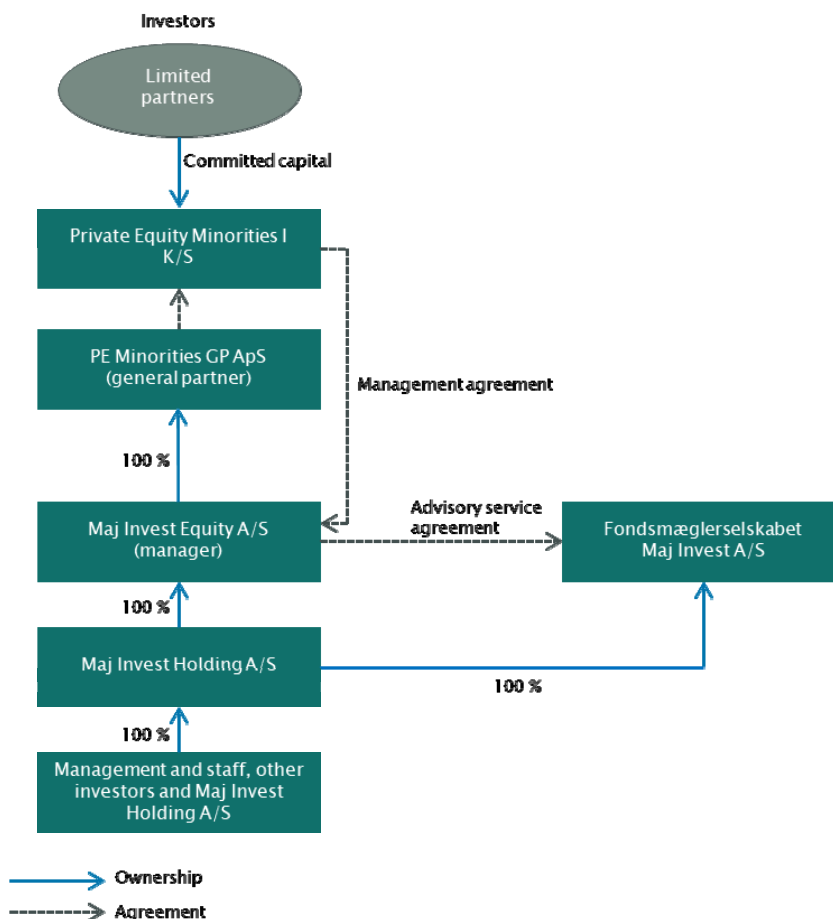 Investors
Limited
partners
Committed capital
Private Equity Minorities I
K/S
PE Minorities GP ApS
(general partner)
Management agreement
100 %
Maj Invest Equity A/S
(manager)
Advisory service
agreement
Fondsmæglerselskabet
Maj Invest A/S
100 %
Maj Invest Holding A/S
100 %
100 %
Management and staff, other
investors and Maj Invest
Holding A/S
Ownership
Agreement